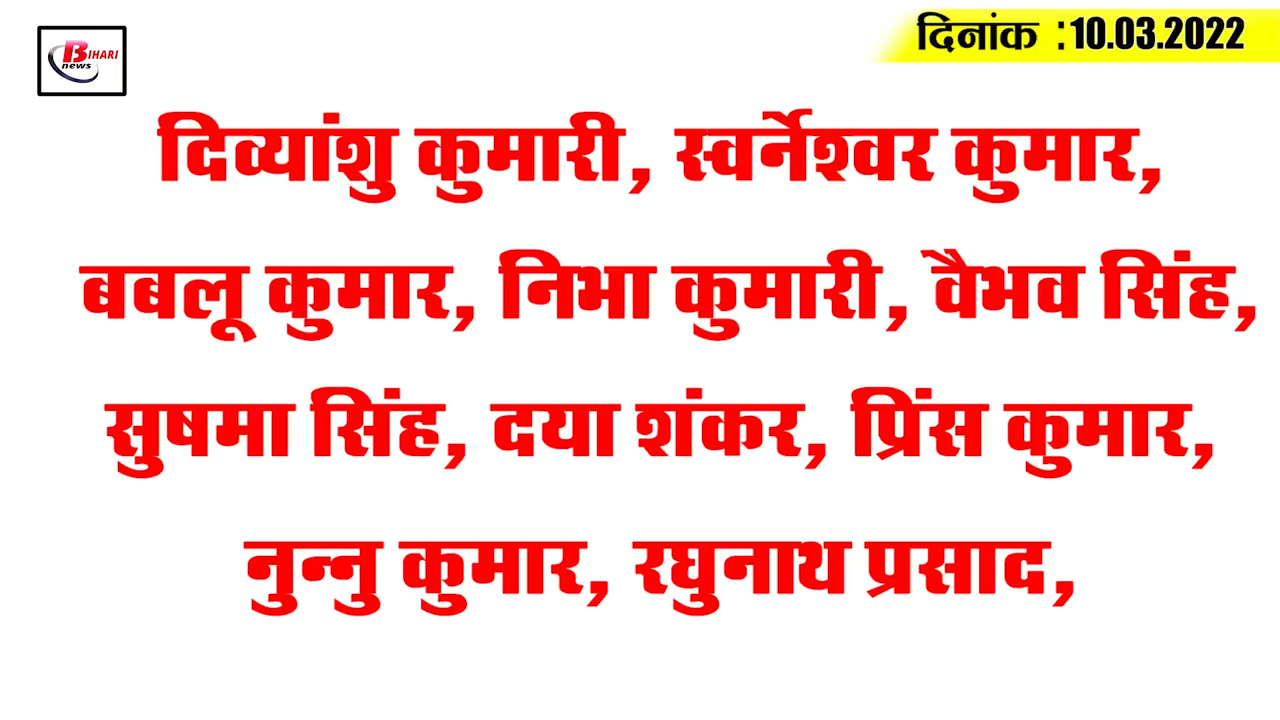 BIHARI
news
दिनांक :10.03.2022
दिव्यांशु कुमारी, स्वर्नेश्वर कुमार,
बबलू कुमार, निभा कुमारी, वैभव सिंह,
सुषमा सिंह, दया शंकर, प्रिंस कुमार,
नुन्नु कुमार, रघुनाथ प्रसाद,